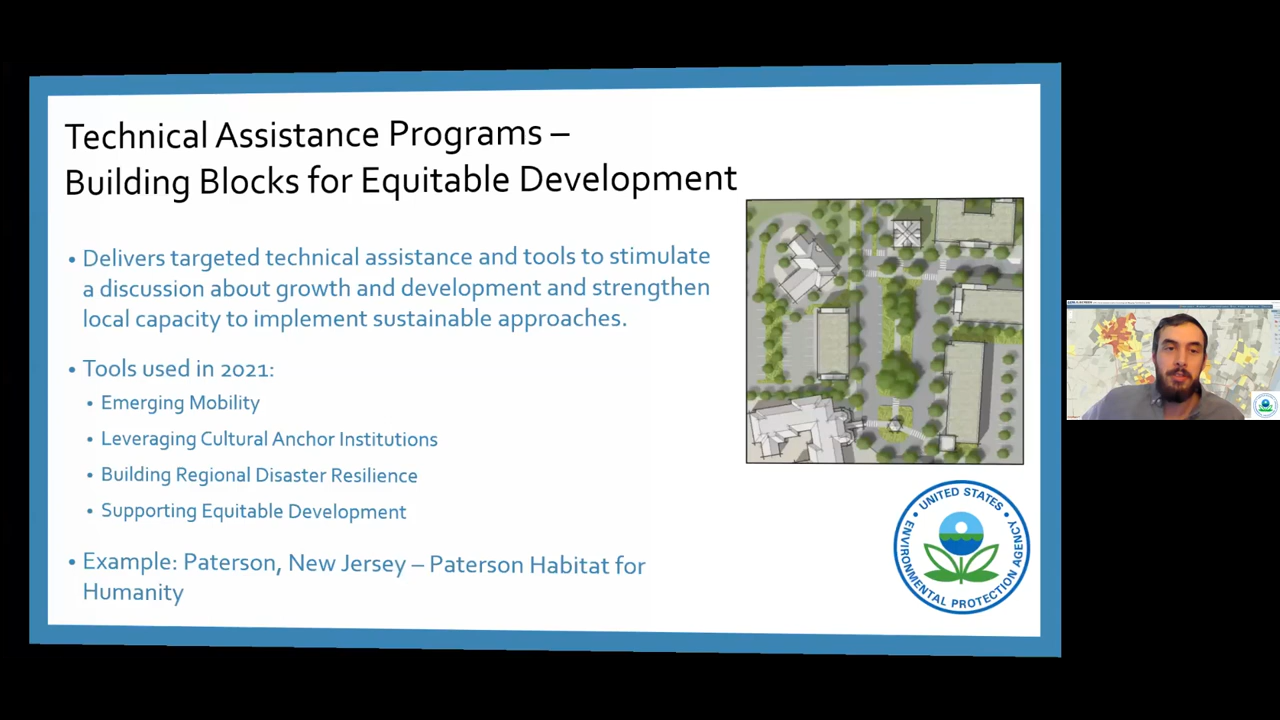 Technical Assistance Programs –
Building Blocks for Equitable Development
• Delivers targeted technical assistance and tools to stimulate
a discussion about growth and development and strengthen
local capacity to implement sustainable approaches.
• Tools used in 2021:
• Emerging Mobility
• Leveraging Cultural Anchor Institutions
• Building Regional Disaster Resilience
• Supporting Equitable Development
• Example: Paterson, New Jersey – Paterson Habitat for
Humanity
UNITED STATES
ENVIRONMENTAL PROTECTION AGENCY